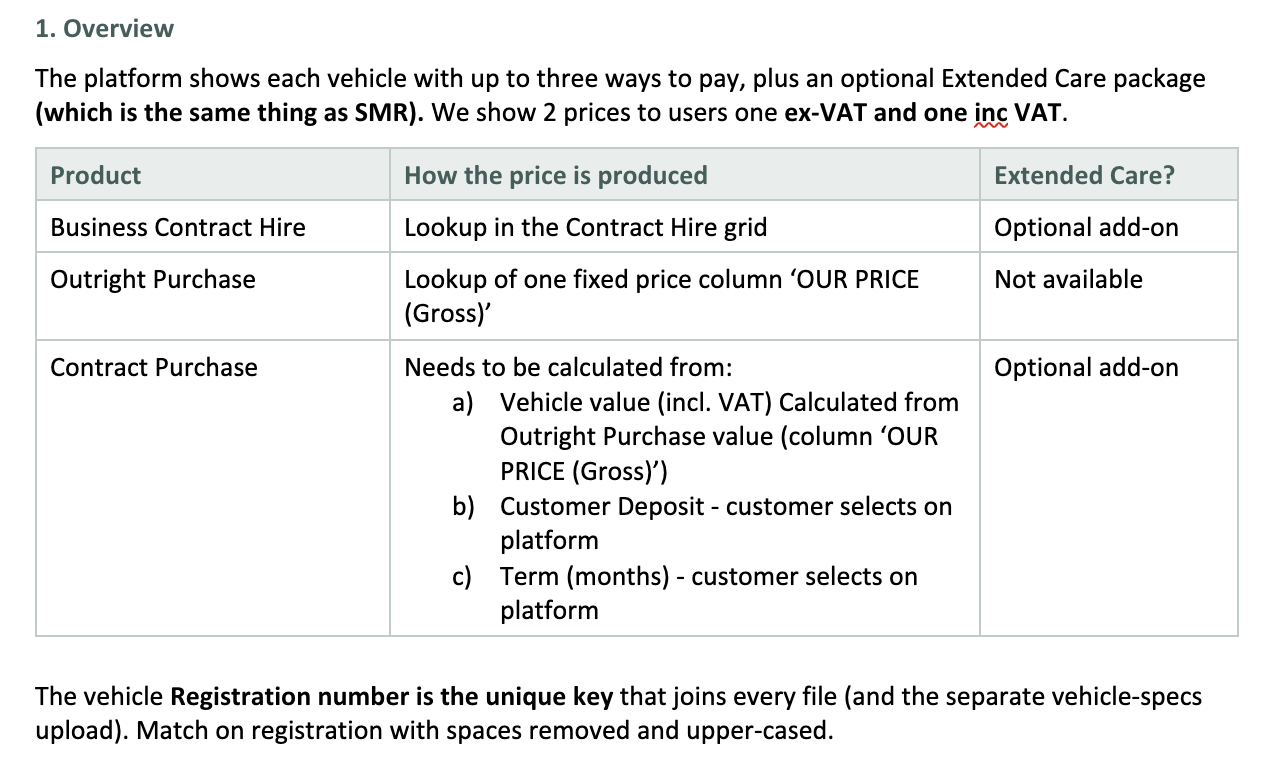 1. Overview
The platform shows each vehicle with up to three ways to pay, plus an optional Extended Care package
(which is the same thing as SMR). We show 2 prices to users one ex-VAT and one inc VAT.
Product
How the price is produced
Extended Care?
Business Contract Hire
Lookup in the Contract Hire grid
Optional add-on
Outright Purchase
Lookup of one fixed price column ‘OUR PRICE
(Gross)’
Not available
Contract Purchase
Needs to be calculated from:
a) Vehicle value (incl. VAT) Calculated from
Outright Purchase value (column ‘OUR
PRICE (Gross)’)
b) Customer Deposit - customer selects on
platform
c) Term (months) - customer selects on
platform
Optional add-on
The vehicle Registration number is the unique key that joins every file (and the separate vehicle-specs
upload). Match on registration with spaces removed and upper-cased.